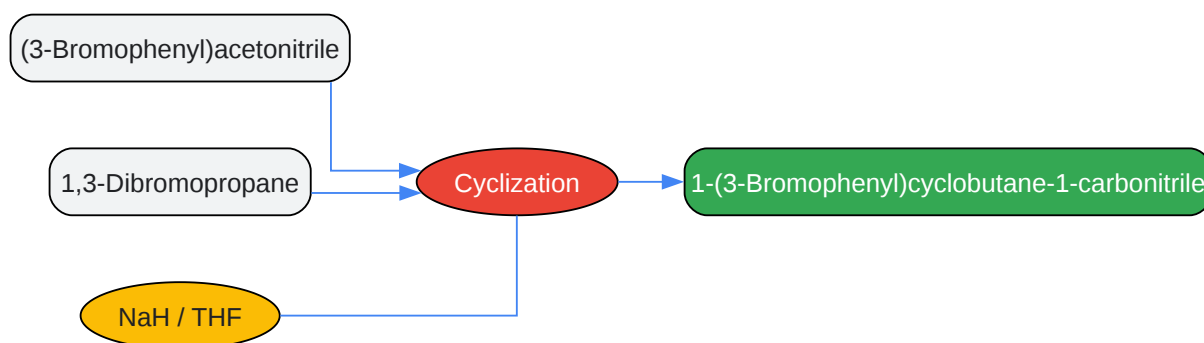 (3-Bromophenyl)acetonitrile
1,3-Dibromopropane
Cyclization
1-(3-Bromophenyl)cyclobutane-1-carbonitrile
NaH / THF